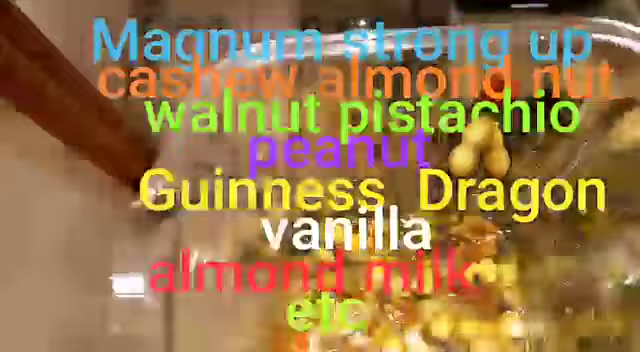 Magnum strong up
cashew almond nut
walnut pistachio
peanut
Guinness Dragon
vanilla
almond milk
etc